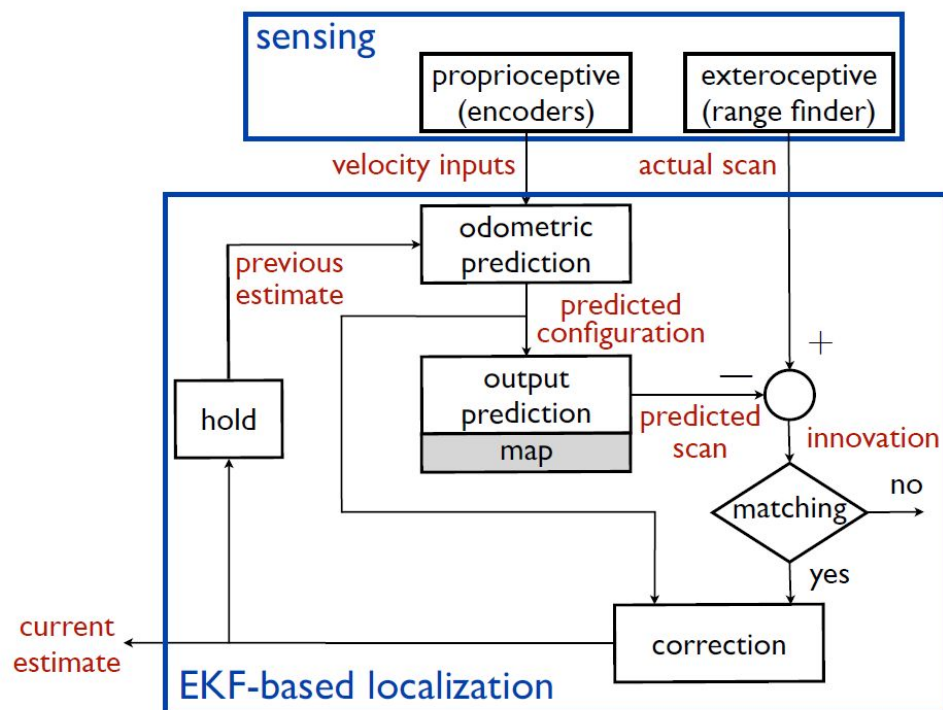 sensing
proprioceptive
(encoders)
exteroceptive
(range finder)
velocity inputs
actual scan
odometric
prediction
previous
estimate
predicted
configuration
+
output
prediction
map
—
predicted
scan
hold
innovation
matching
no
yes
correction
current
estimate
EKF-based localization